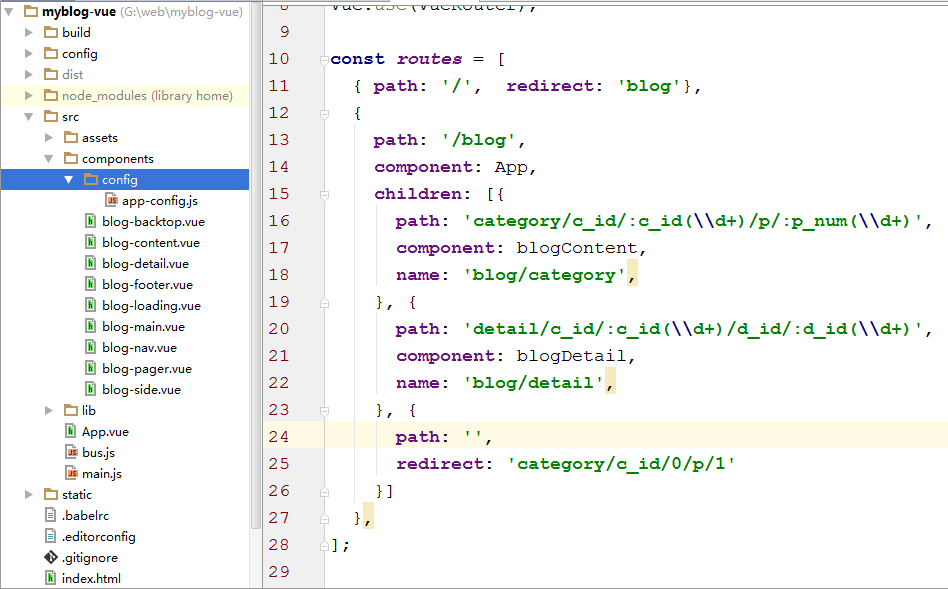 myblog-vue (G:\web\myblog-vue)
build
config
dist
node_modules (library home)
src
assets
components
config
app-config.js
blog-backtop.vue
blog-content.vue
blog-detail.vue
blog-footer.vue
blog-loading.vue
blog-main.vue
blog-nav.vue
blog-pager.vue
blog-side.vue
lib
App.vue
bus.js
main.js
static
.babelrc
.editorconfig
.gitignore
index.html
8 Vue.use(VueRouter);
9
10 const routes = [
11 { path: '/',  redirect: 'blog'},
12 {
13 path: '/blog',
14 component: App,
15 children: [{
16 path: 'category/c_id/:c_id(\\d+)/p/:p_num(\\d+)',
17 component: blogContent,
18 name: 'blog/category',
19 }, {
20 path: 'detail/c_id/:c_id(\\d+)/d_id/:d_id(\\d+)',
21 component: blogDetail,
22 name: 'blog/detail',
23 }, {
24 path: '',
25 redirect: 'category/c_id/0/p/1'
26 }]
27 },
28 ];
29